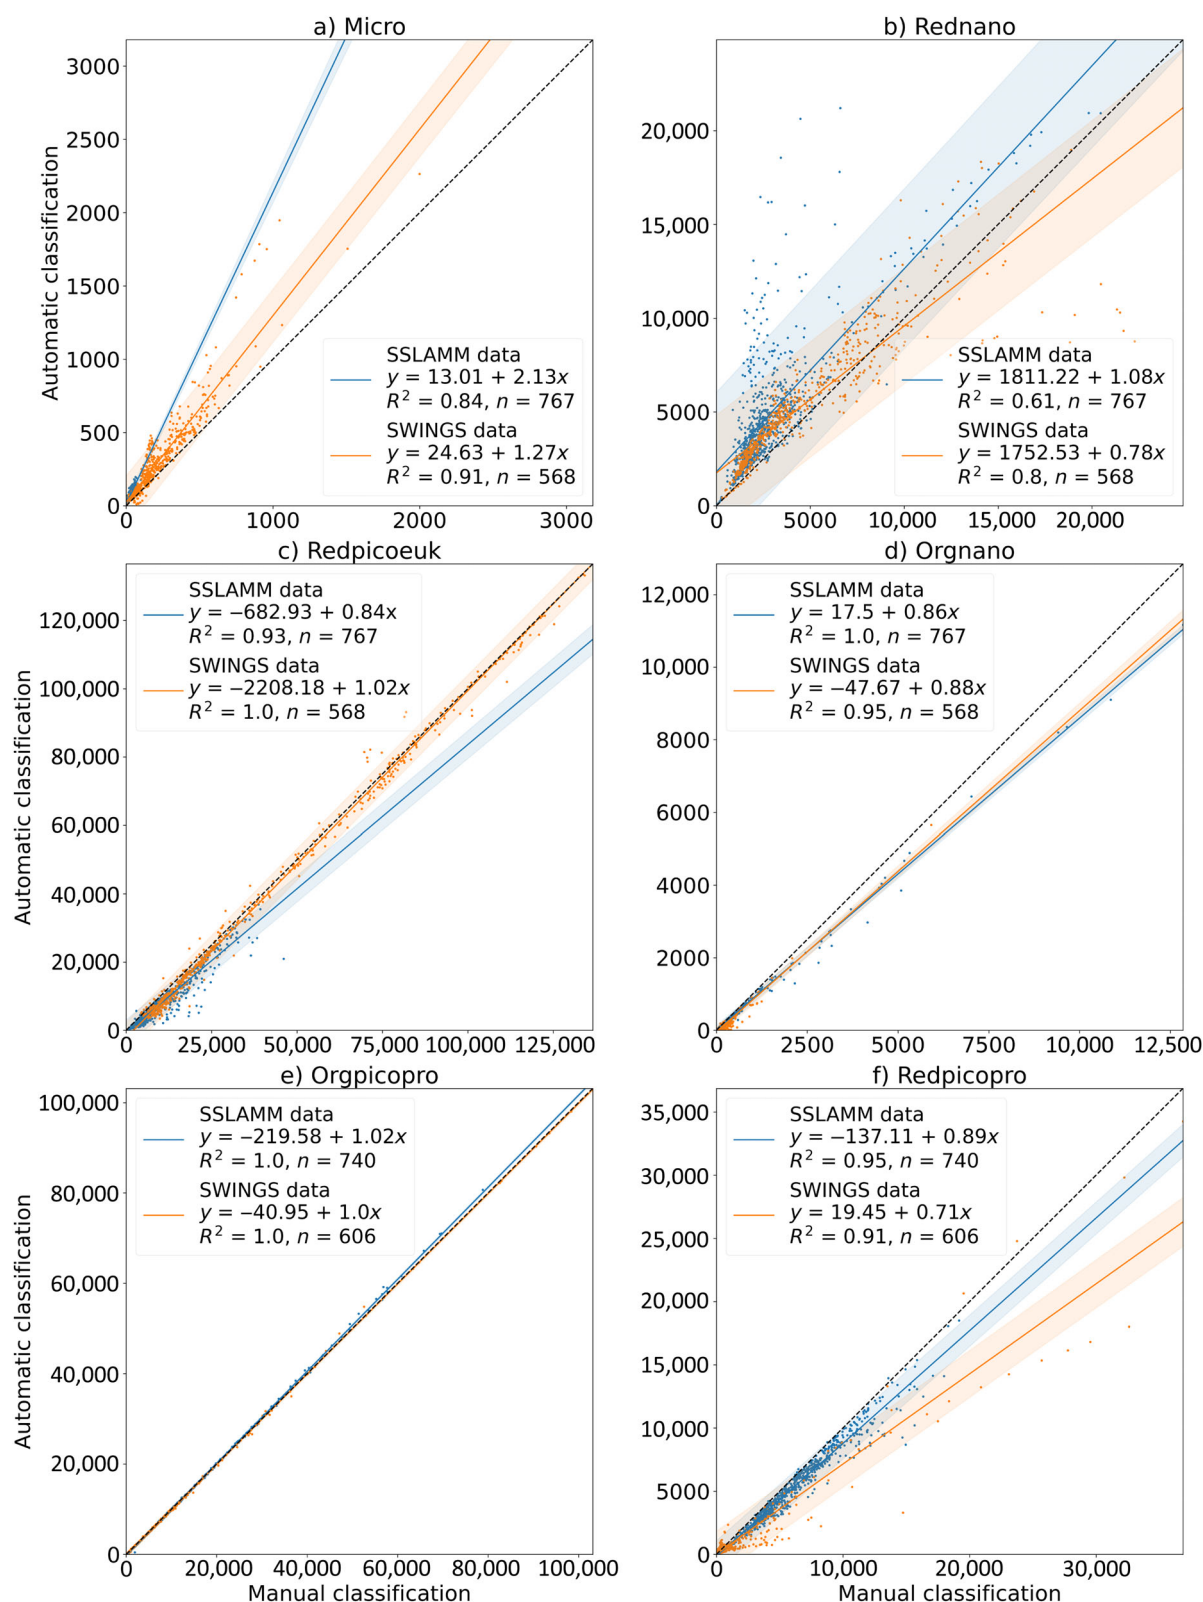 a) Micro
Automatic classification
3000
2500
2000
1500
1000
500
0
SSLAMM data
y = 13.01 + 2.13x
R² = 0.84, n = 767
SWINGS data
y = 24.63 + 1.27x
R² = 0.91, n = 568
0 1000 2000 3000
b) Rednano
20,000
15,000
10,000
5000
0
SSLAMM data
y = 1811.22 + 1.08x
R² = 0.61, n = 767
SWINGS data
y = 1752.53 + 0.78x
R² = 0.8, n = 568
0 5000 10,000 15,000 20,000
c) Redpicoeuk
Automatic classification
120,000
100,000
80,000
60,000
40,000
20,000
0
SSLAMM data
y = −682.93 + 0.84x
R² = 0.93, n = 767
SWINGS data
y = −2208.18 + 1.02x
R² = 1.0, n = 568
0 25,000 50,000 75,000 100,000 125,000
d) Orgnano
12,000
10,000
8000
6000
4000
2000
0
SSLAMM data
y = 17.5 + 0.86x
R² = 1.0, n = 767
SWINGS data
y = −47.67 + 0.88x
R² = 0.95, n = 568
0 2500 5000 7500 10,000 12,500
e) Orgpicopro
Automatic classification
100,000
80,000
60,000
40,000
20,000
0
SSLAMM data
y = −219.58 + 1.02x
R² = 1.0, n = 740
SWINGS data
y = −40.95 + 1.0x
R² = 1.0, n = 606
0 20,000 40,000 60,000 80,000 100,000
Manual classification
f) Redpicopro
35,000
30,000
25,000
20,000
15,000
10,000
5000
0
SSLAMM data
y = −137.11 + 0.89x
R² = 0.95, n = 740
SWINGS data
y = 19.45 + 0.71x
R² = 0.91, n = 606
0 10,000 20,000 30,000
Manual classification